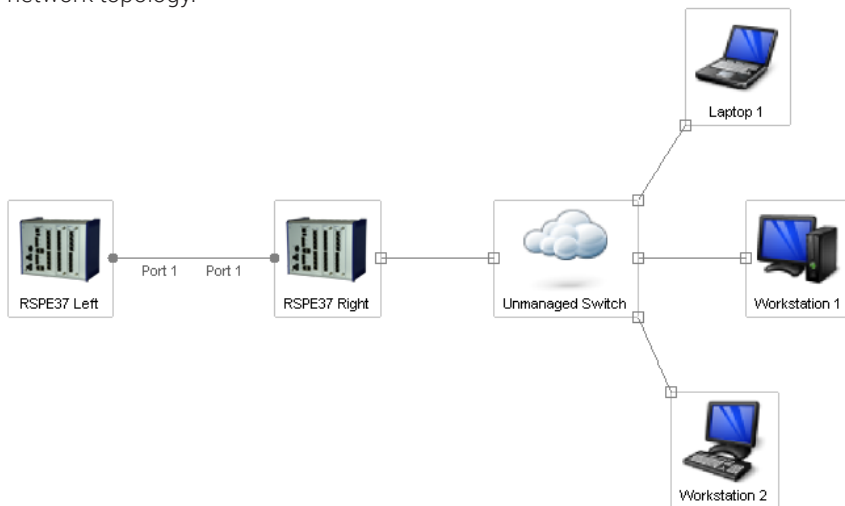 network topology.
Laptop 1
Port 1 Port 1
RSPE37 Left
RSPE37 Right
Unmanaged Switch
Workstation 1
Workstation 2